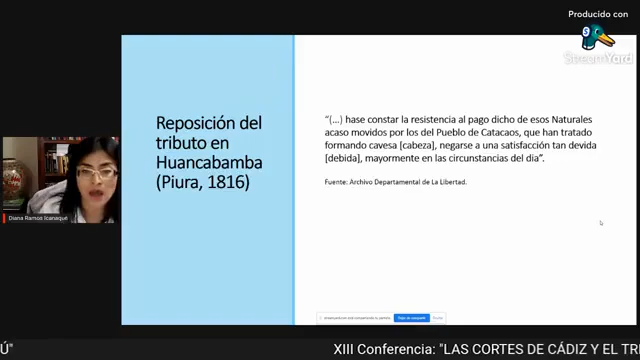 Producido con
StreamYard
Reposición del
tributo en
Huancabamba
(Piura, 1816)
“(...) hase constar la resistencia al pago dicho de esos Naturales
acaso movidos por los del Pueblo de Catacaos, que han tratado
formando cavesa [cabeza], negarse a una satisfacción tan devida
[debida], mayormente en las circunstancias del dia”.
Fuente: Archivo Departamental de La Libertad.
Diana Ramos Icanaqué
Ú"
XIII Conferencia: "LAS CORTES DE CÁDIZ Y EL TR